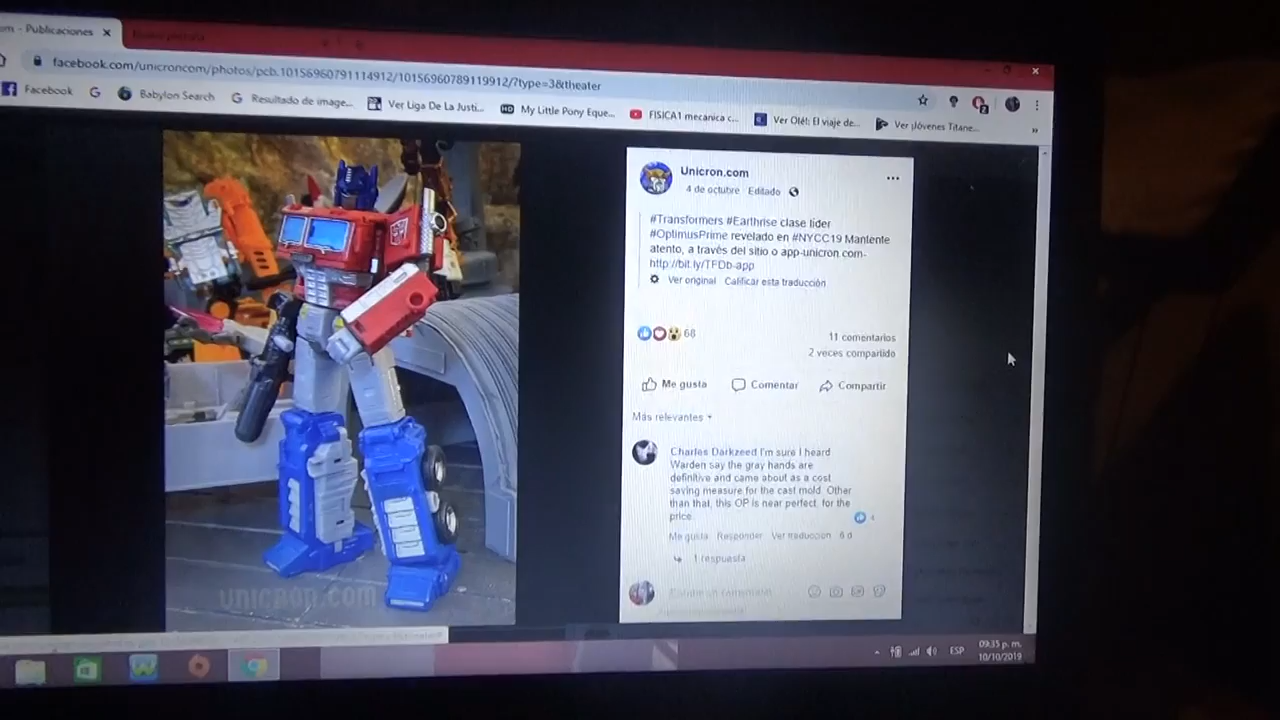 om - Publicaciones
facebook.com/unicroncom/photos/pcb.10156960791114912/10156960789119912/?type=3&theater
Facebook
Babylon Search
Resultado de image...
Ver Liga De La Justi...
My Little Pony Eque...
FISICA1 mecanica c...
Ver Olé!: El viaje de...
Ver ¡Jóvenes Titane...
Unicron.com
4 de octubre · Editado
#Transformers #Earthrise clase líder
#OptimusPrime revelado en #NYCC19 Mantente
atento, a través del sitio o app-unicron.com-
http://bit.ly/TFDb-app
Ver original · Calificar esta traducción
68
11 comentarios
2 veces compartido
Me gusta
Comentar
Compartir
Más relevantes
Charles Darkzeed I'm sure I heard
Warden say the gray hands are
definitive and came about as a cost
saving measure for the cast mold. Other
than that, this OP is near perfect, for the
price.
4
Me gusta · Responder · Ver traducción · 6 d
1 respuesta
UNICRON.COM
ESP
09:35 p. m.
10/10/2019